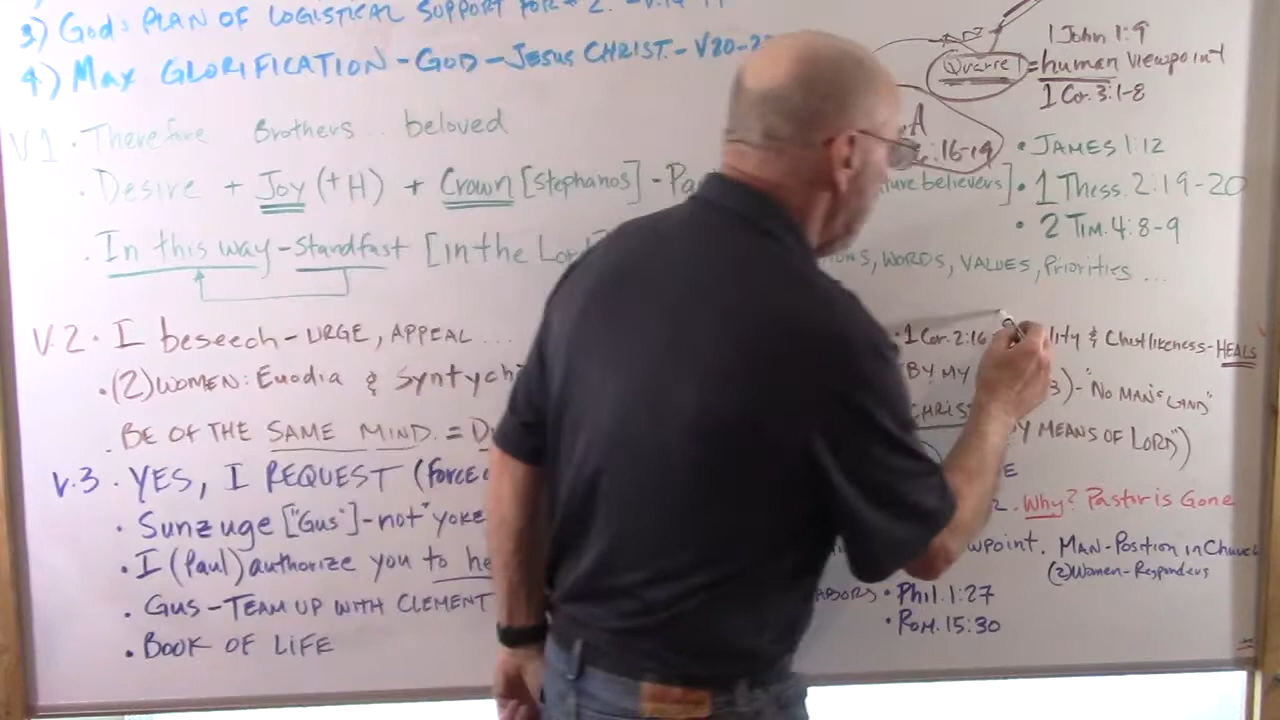 3) God's PLAN OF LOGISTICAL SUPPORT FOR # 2.
4.) MAX GLORIFICATION - GOD - JESUS CHRIST. - V20-2
1 John 1:9
Quarrel = human viewpoint
1 Cor. 3:1-8
V1. Therefore Brothers beloved
A
:16-19
• JAMES 1:12
• Desire + Joy (+H) + Crown [stephanos] - Pa
ture believers]
• 1 Thess. 2:19-20
• 2 Tim. 4:8-9
• In this way - Standfast [in the Lord
, WORDS, VALUES, Priorities ...
V.2 • I beseech - URGE, APPEAL ...
• 1 Cor. 2:16 lity & Christlikeness - HEALS
• (2) WOMEN: Euodia & Syntych
BY MY 3) - "NO MAN'S LAND"
CHRIS
BE OF THE SAME MIND. = D
Y MEANS OF LORD")
V.3 • YES, I REQUEST (Force
E
• Sunzuge ["Gus"] - not "yoke
2. Why? Pastor is Gone
• I (Paul) authorize you to he
wpoint. MAN - Position in Church
(2) Women - Responders
• Gus - TEAM UP WITH CLEMENT
ABORS • Phil. 1:27
• Rom. 15:30
• BOOK OF LIFE